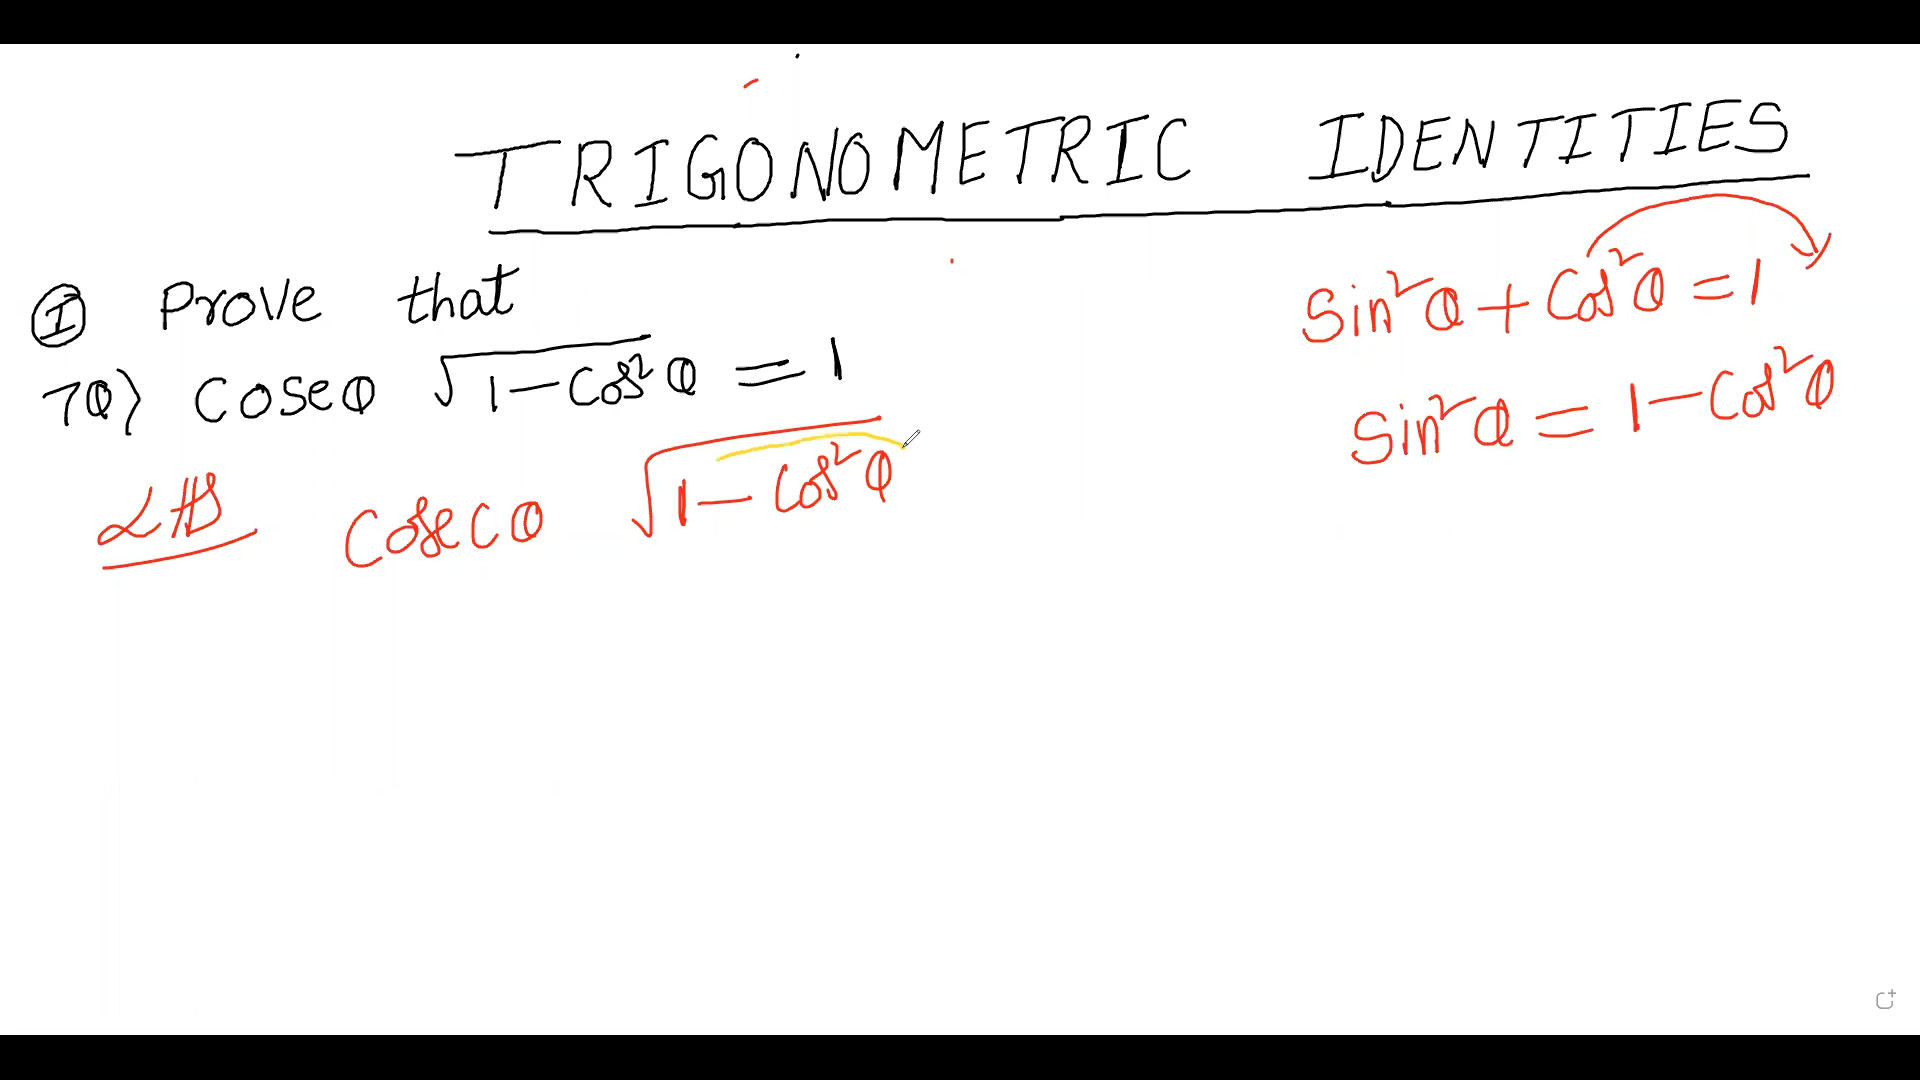 TRIGONOMETRIC IDENTITIES
① Prove that
7Q) Coseθ √1-Cos²θ = 1
LHS Cosecθ √1-Cos²θ
Sin²θ + Cos²θ = 1
Sin²θ = 1-Cos²θ